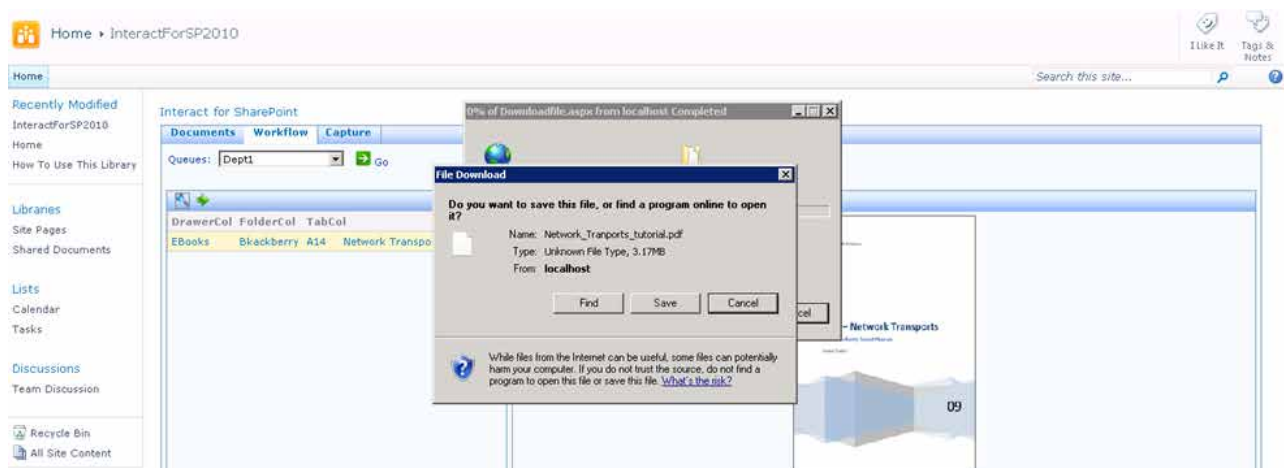 Home ▸ InteractForSP2010
I Like It
Tags & Notes
Home
Search this site...
Recently Modified
InteractForSP2010
Home
How To Use This Library
Libraries
Site Pages
Shared Documents
Lists
Calendar
Tasks
Discussions
Team Discussion
Recycle Bin
All Site Content
Interact for SharePoint
Documents Workflow Capture
Queues: Dept1 Go
DrawerCol FolderCol TabCol
EBooks Bkackberry A14 Network Transpo
0% of Downloadfile.aspx from localhost Completed
File Download
Do you want to save this file, or find a program online to open
it?
Name: Network_Tranports_tutorial.pdf
Type: Unknown File Type, 3.17MB
From: localhost
Find Save Cancel
cel
While files from the Internet can be useful, some files can potentially
harm your computer. If you do not trust the source, do not find a
program to open this file or save this file. What's the risk?
– Network Transports
09